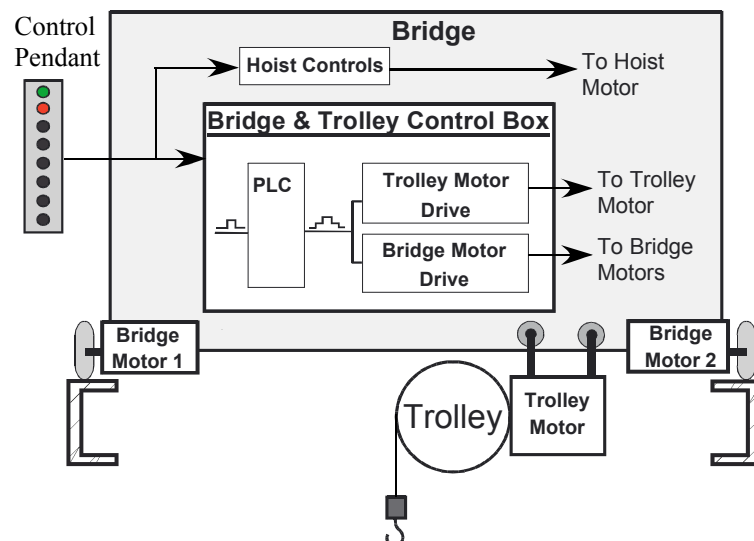 Control
Pendant
Bridge
Hoist Controls
To Hoist
Motor
Bridge & Trolley Control Box
PLC
Trolley Motor
Drive
To Trolley
Motor
Bridge Motor
Drive
To Bridge
Motors
Bridge
Motor 1
Bridge
Motor 2
Trolley
Trolley
Motor